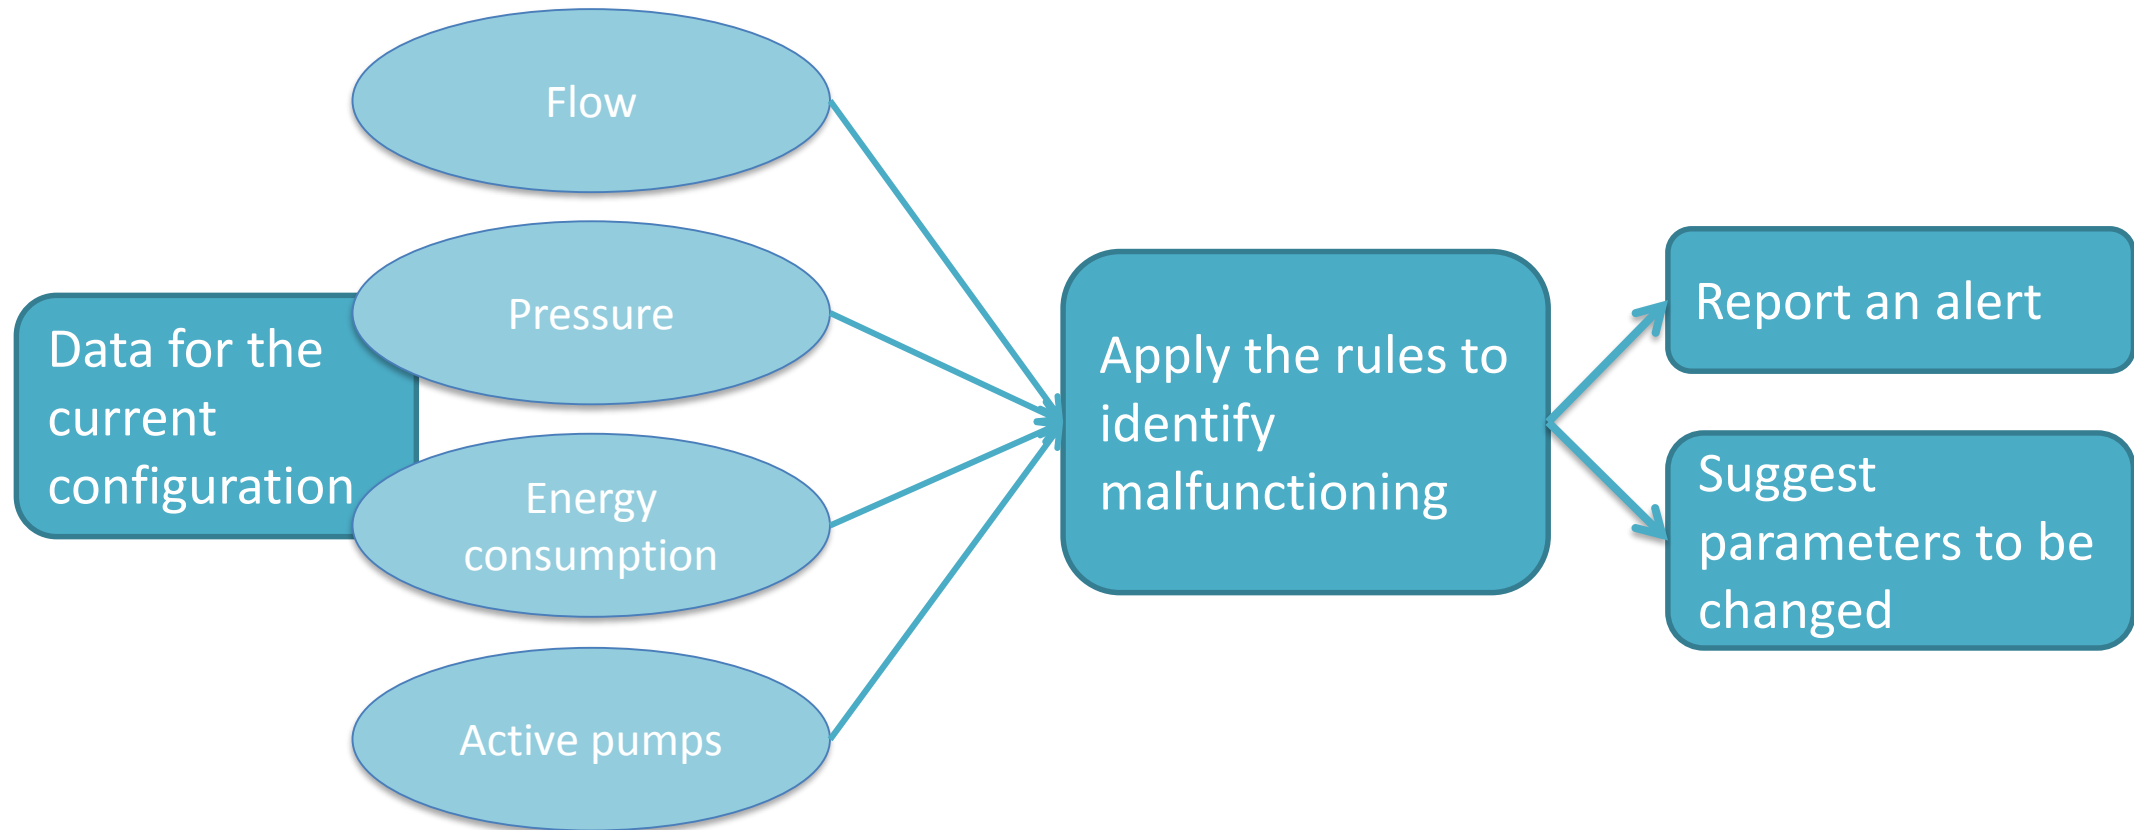 Flow
Pressure
Data for the
current
configuration
Energy
consumption
Active pumps
Apply the rules to
identify
malfunctioning
Report an alert
Suggest
parameters to be
changed